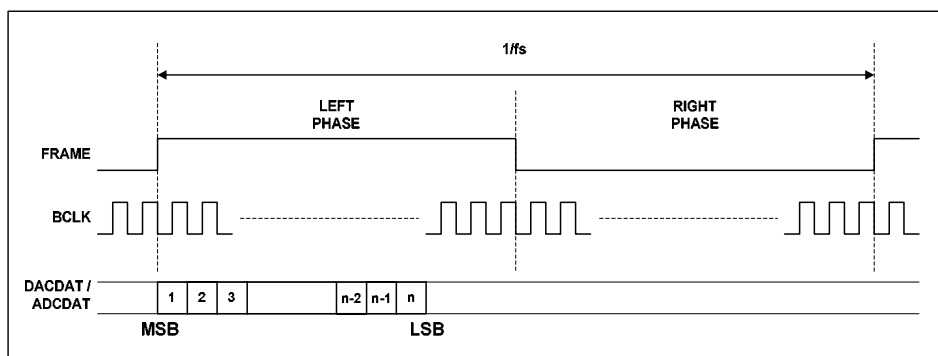 1/fs
LEFT
PHASE
RIGHT
PHASE
FRAME
BCLK
DACDAT /
ADCDAT
1 2 3 n-2 n-1 n
MSB LSB